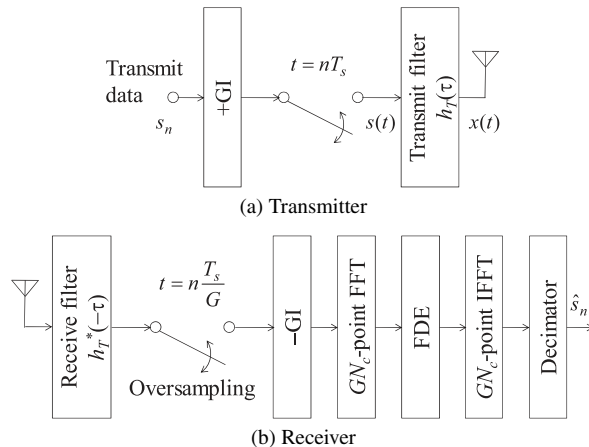 Transmit
data
s_n
+GI
t = nT_s
s(t)
Transmit filter
h_T(τ)
x(t)
(a) Transmitter
Receive filter
h_T^*(−τ)
t = n T_s/G
Oversampling
−GI
GN_c-point FFT
FDE
GN_c-point IFFT
Decimator
ŝ_n
(b) Receiver